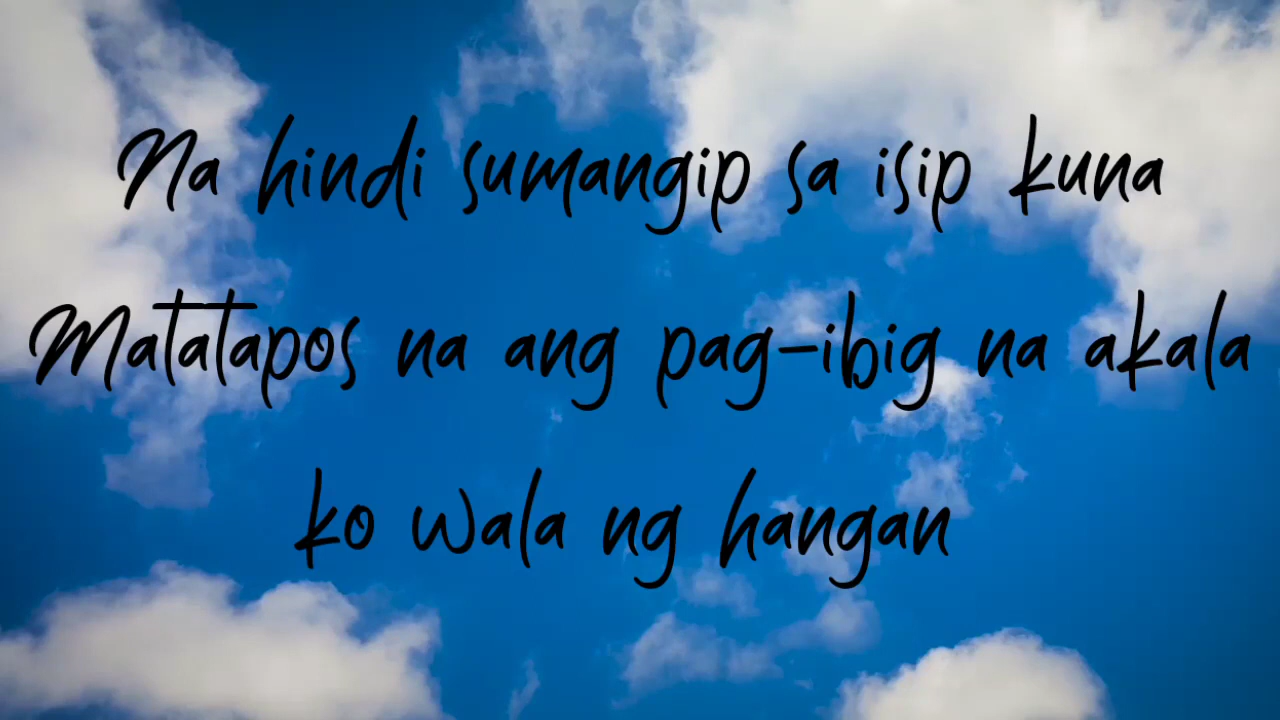 Na hindi sumangip sa isip kuna
Matatapos na ang pag-ibig na akala
ko wala ng hangan